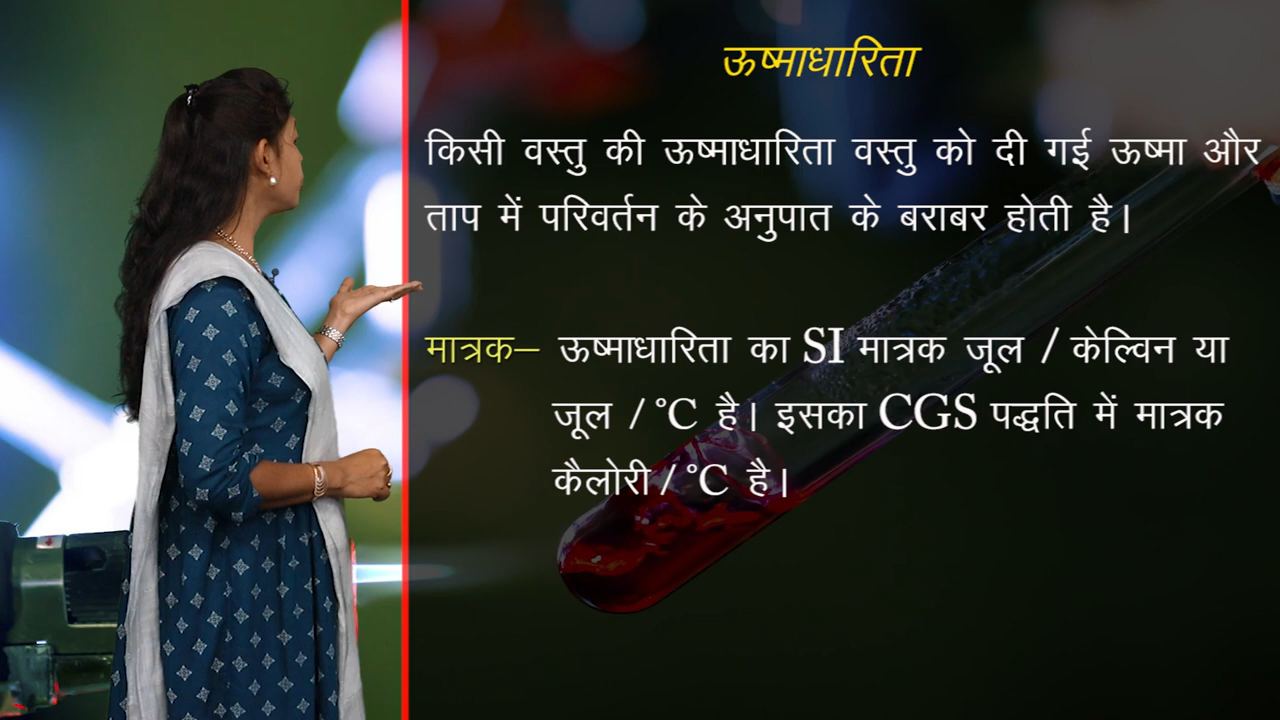 ऊष्माधारिता
किसी वस्तु की ऊष्माधारिता वस्तु को दी गई ऊष्मा और
ताप में परिवर्तन के अनुपात के बराबर होती है।
मात्रक– ऊष्माधारिता का SI मात्रक जूल / केल्विन या
जूल / °C है। इसका CGS पद्धति में मात्रक
कैलोरी / °C है।